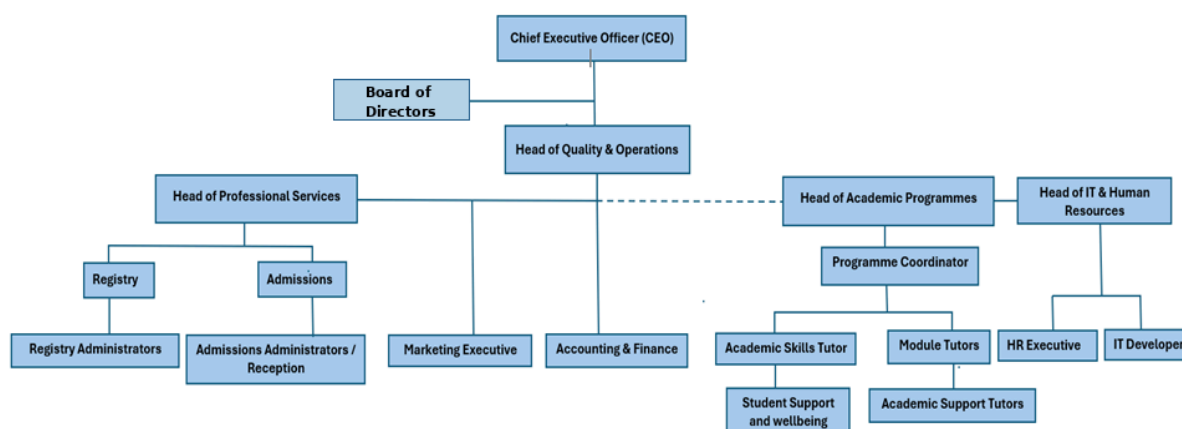 Chief Executive Officer (CEO)
Board of
Directors
Head of Quality & Operations
Head of Professional Services
Head of Academic Programmes
Head of IT & Human
Resources
Programme Coordinator
Registry
Admissions
Registry Administrators
Admissions Administrators /
Reception
Marketing Executive
Accounting & Finance
Academic Skills Tutor
Module Tutors
HR Executive
IT Developer
Student Support
and wellbeing
Academic Support Tutors